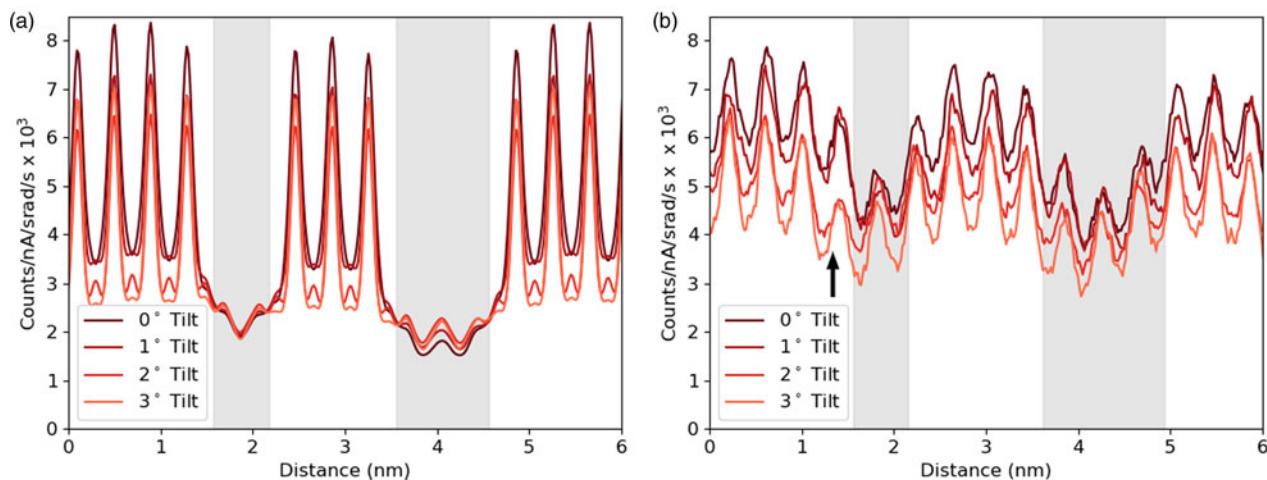 (a)
8
7
6
5
4
3
2
1
0
Counts/nA/srad/s x 10³
0° Tilt
1° Tilt
2° Tilt
3° Tilt
0 1 2 3 4 5 6
Distance (nm)
(b)
8
7
6
5
4
3
2
1
0
Counts/nA/srad/s x x 10³
0° Tilt
1° Tilt
2° Tilt
3° Tilt
0 1 2 3 4 5 6
Distance (nm)